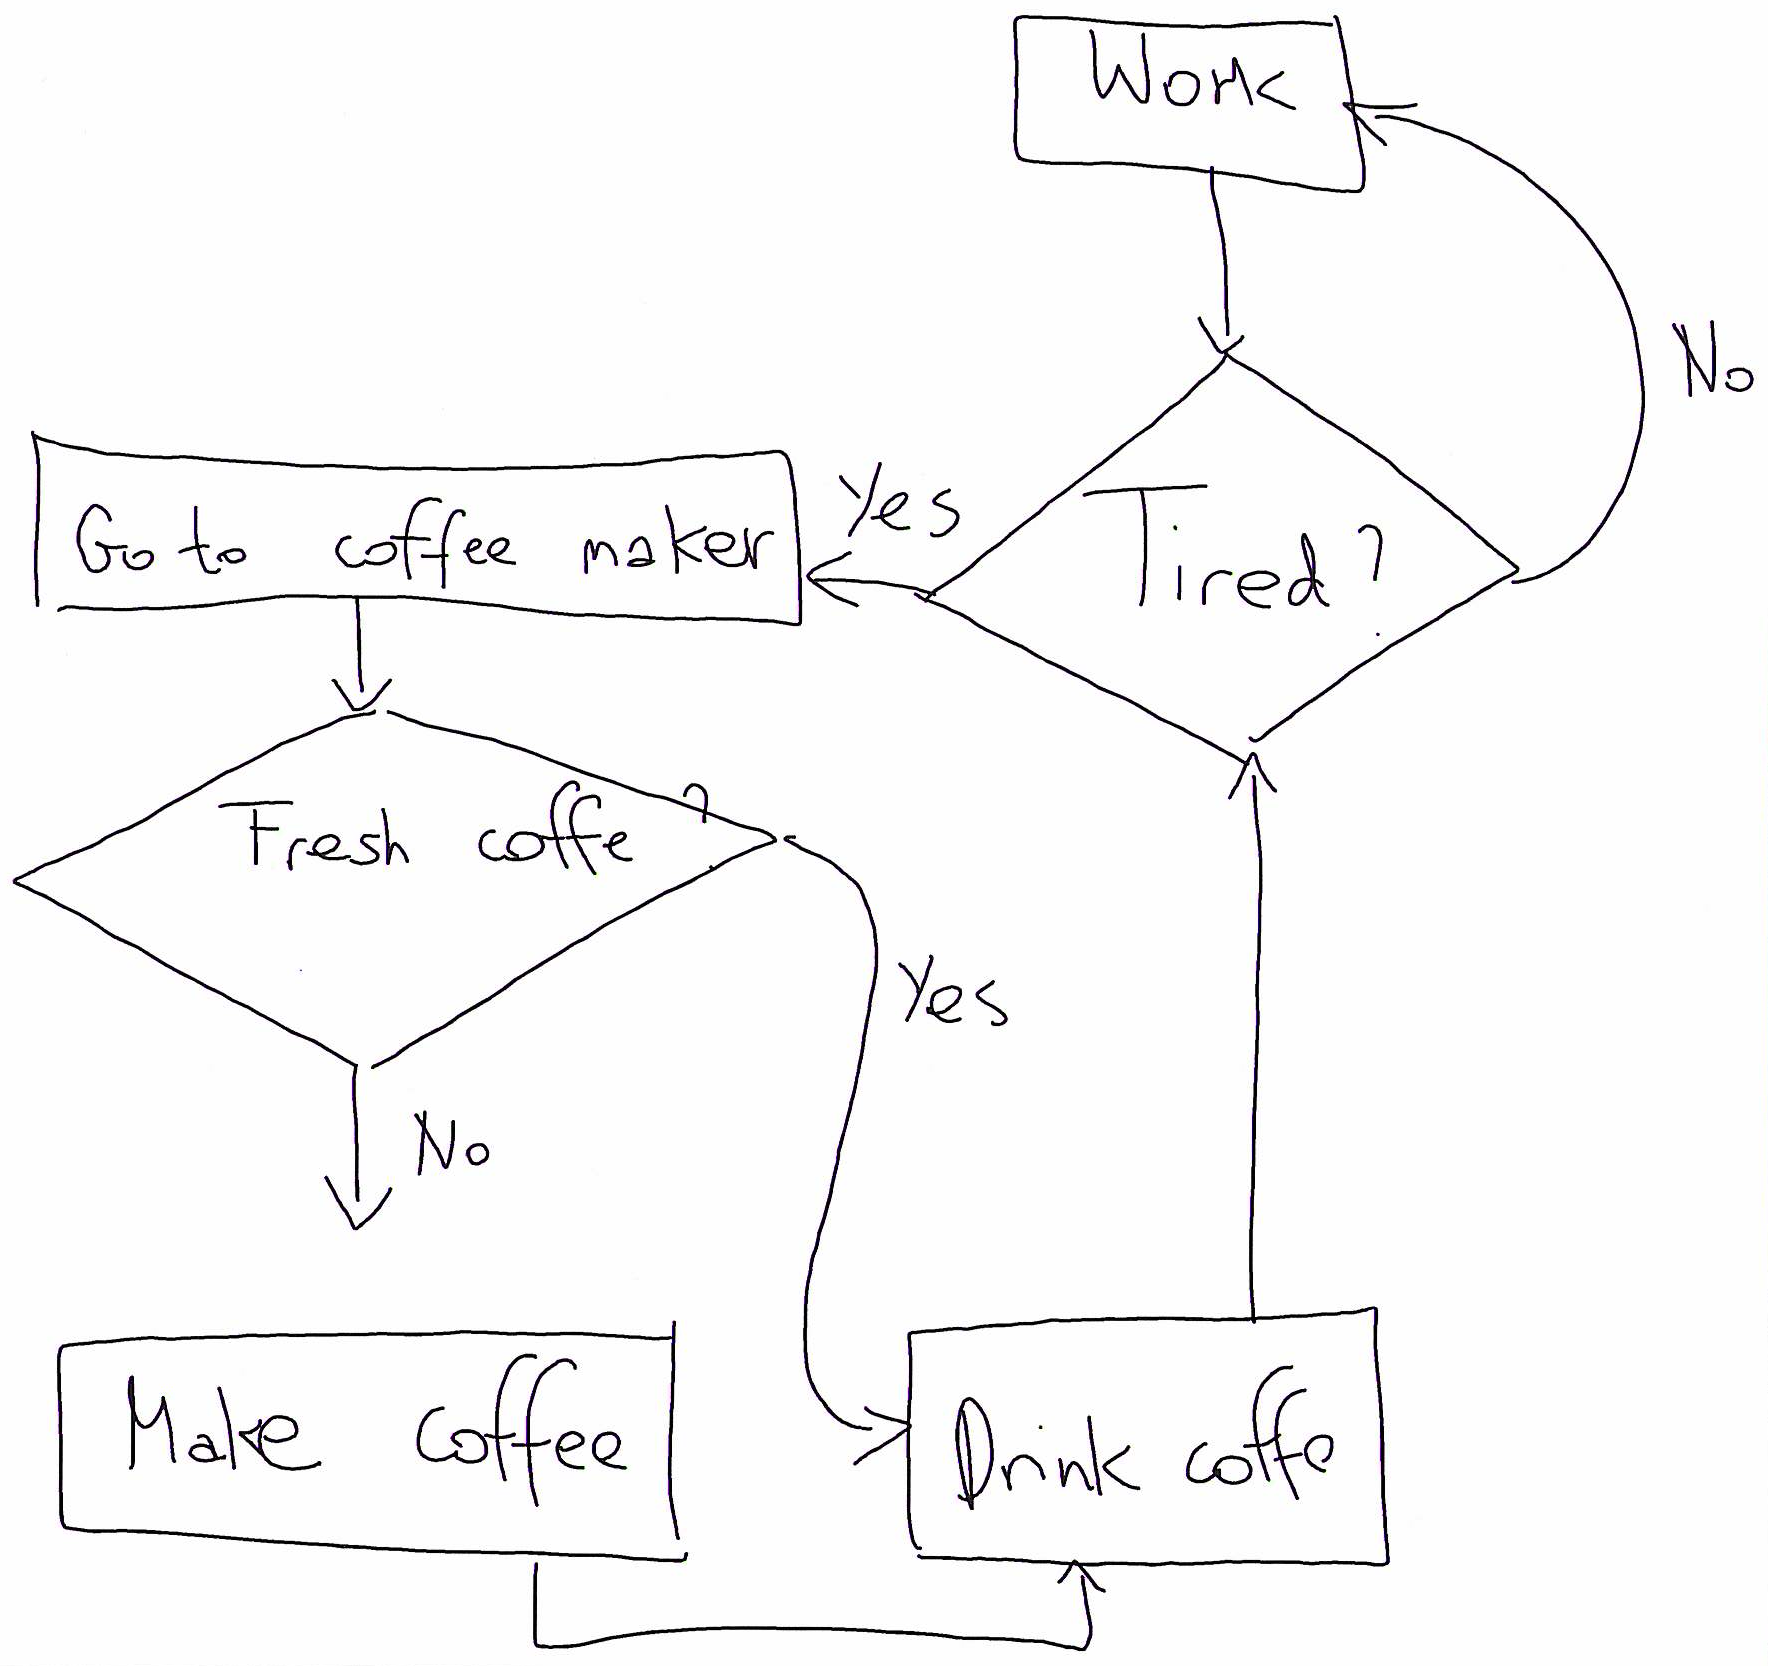 Work
No
Yes
Tired?
Go to coffee maker
Fresh coffe?
Yes
No
Make coffee
Drink coffe